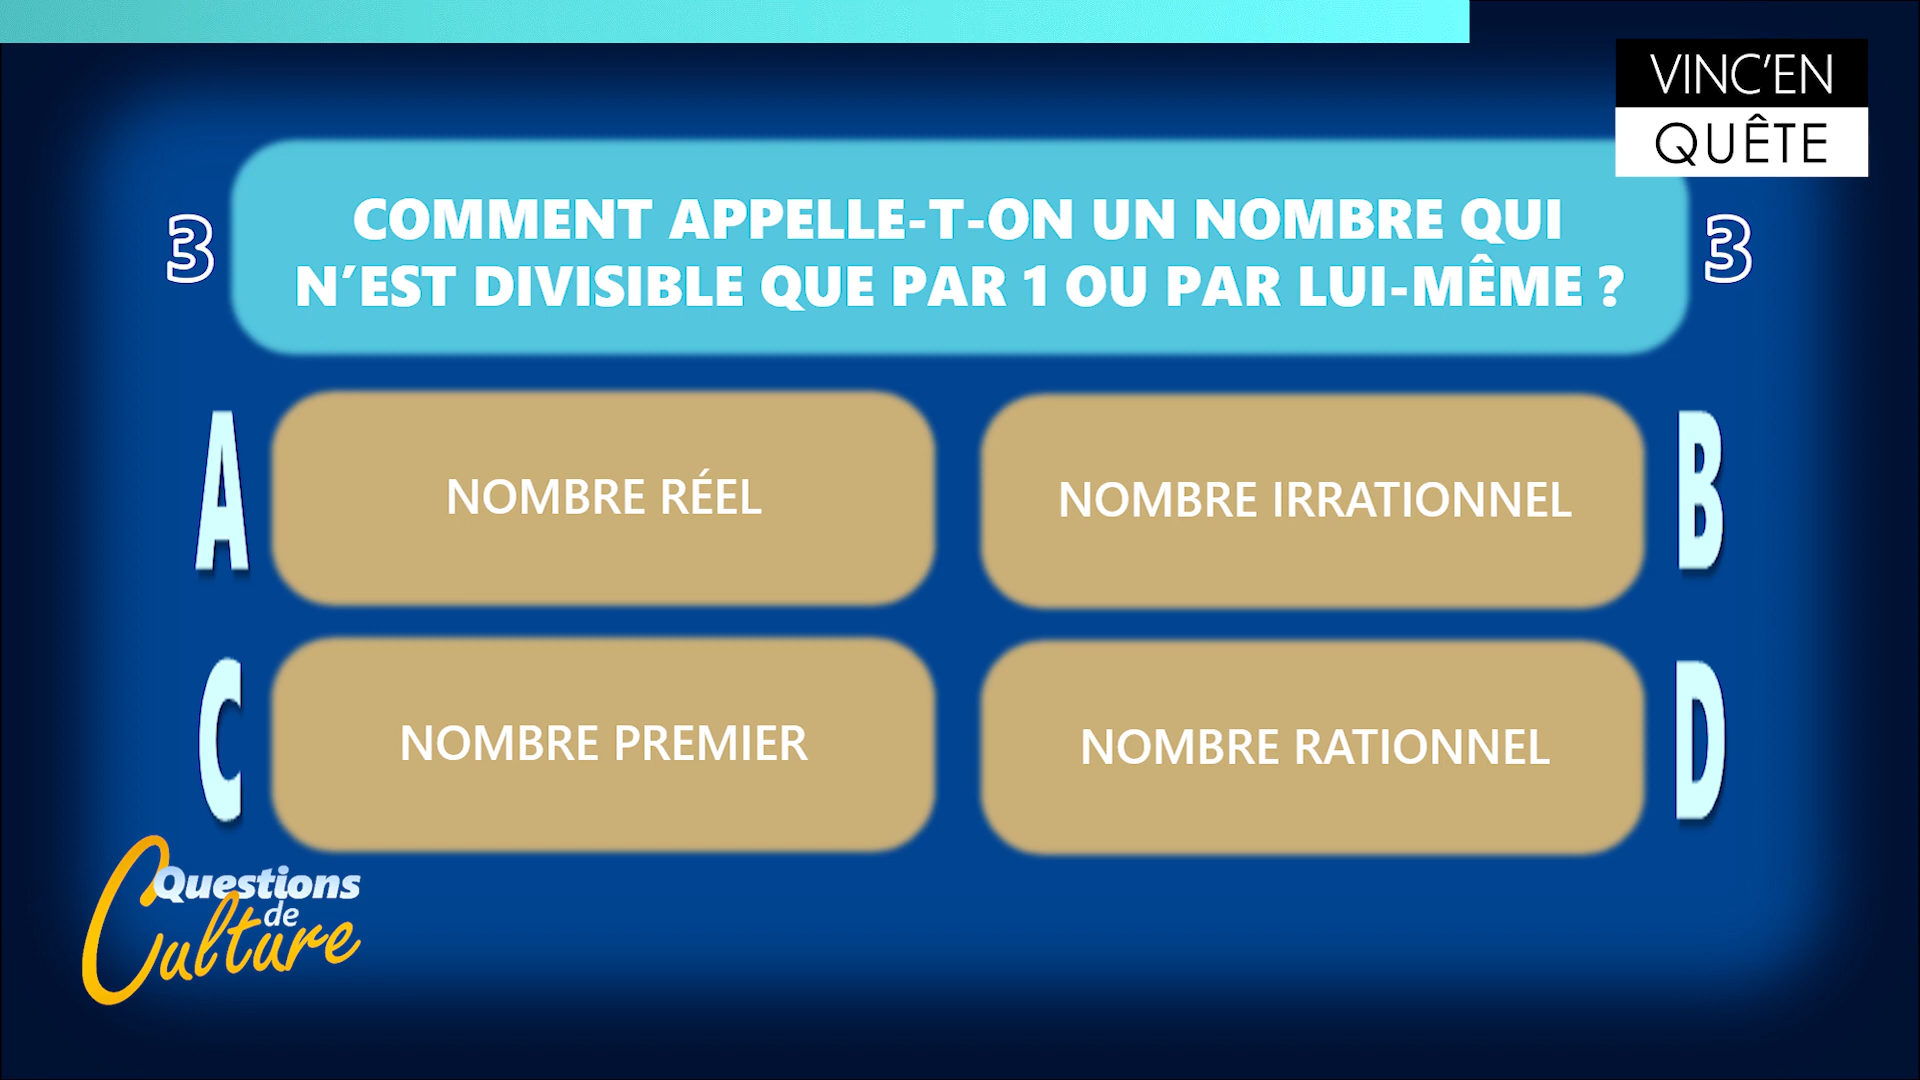 VINC'EN
QUÊTE
3
COMMENT APPELLE-T-ON UN NOMBRE QUI
N'EST DIVISIBLE QUE PAR 1 OU PAR LUI-MÊME ?
3
A
NOMBRE RÉEL
NOMBRE IRRATIONNEL
B
C
NOMBRE PREMIER
NOMBRE RATIONNEL
D
Questions
de
Culture